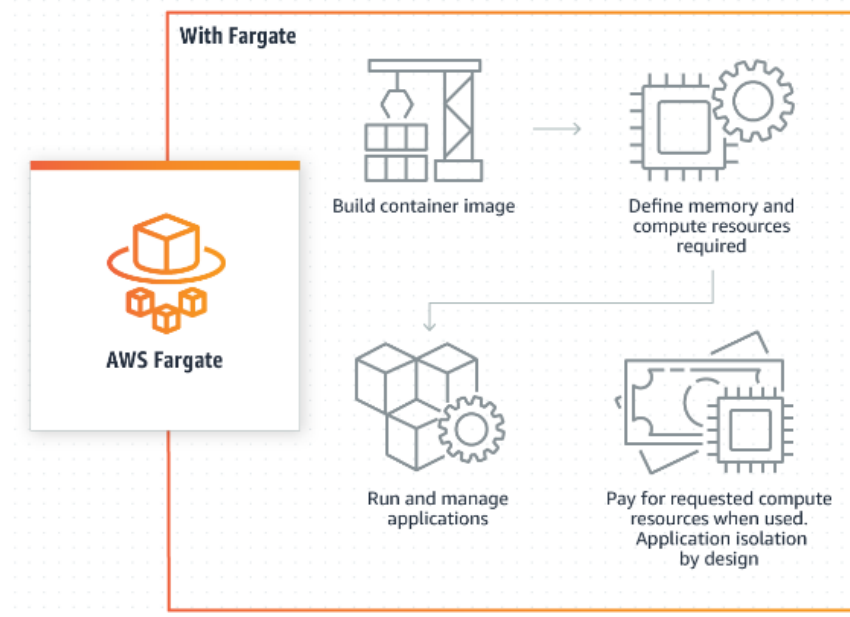 With Fargate
Build container image
Define memory and
compute resources
required
AWS Fargate
Run and manage
applications
Pay for requested compute
resources when used.
Application isolation
by design